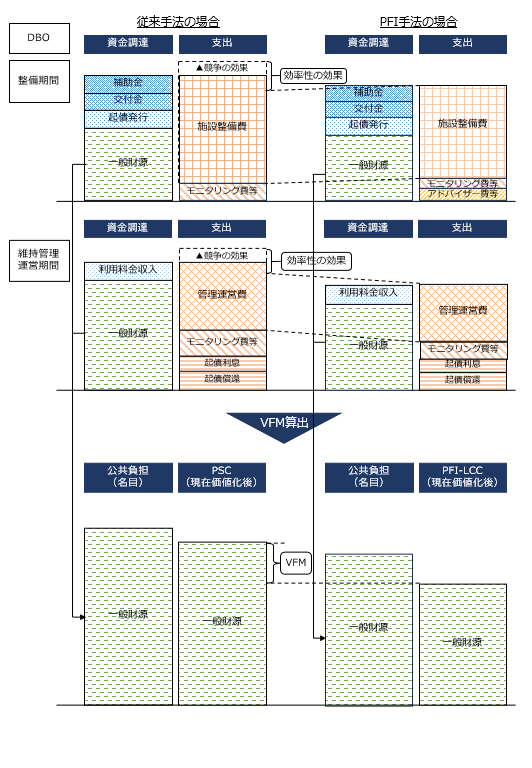 従来手法の場合
PFI手法の場合
DBO
資金調達
支出
資金調達
支出
整備期間
▲競争の効果
効率性の効果
補助金
交付金
起債発行
一般財源
施設整備費
モニタリング費等
補助金
交付金
起債発行
一般財源
施設整備費
モニタリング費等
アドバイザー費等
資金調達
支出
資金調達
支出
維持管理
運営期間
▲競争の効果
効率性の効果
利用料金収入
一般財源
管理運営費
モニタリング費等
起債利息
起債償還
利用料金収入
一般財源
管理運営費
モニタリング費等
起債利息
起債償還
VFM算出
公共負担
（名目）
PSC
（現在価値化後）
公共負担
（名目）
PFI-LCC
（現在価値化後）
VFM
一般財源
一般財源
一般財源
一般財源